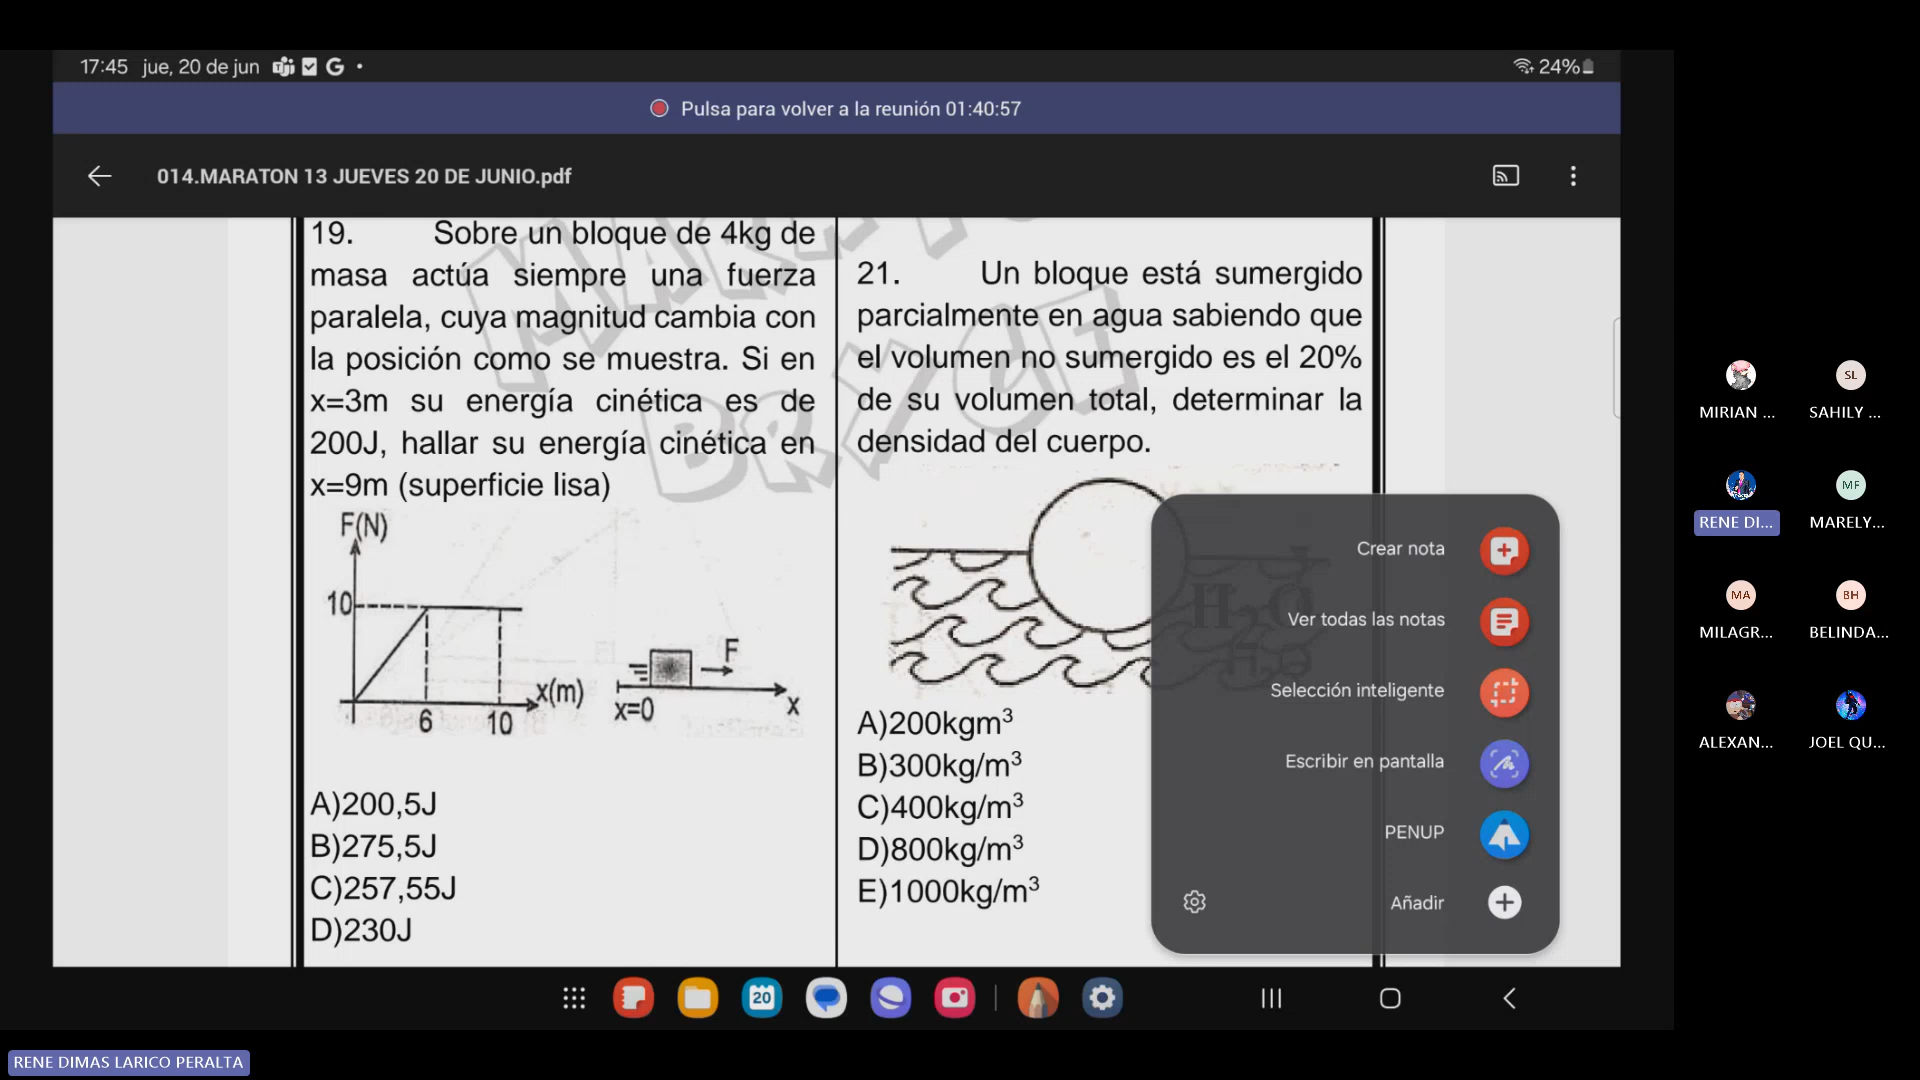 17:45 jue, 20 de jun
24%
Pulsa para volver a la reunión 01:40:57
014.MARATON 13 JUEVES 20 DE JUNIO.pdf
19. Sobre un bloque de 4kg de
masa actúa siempre una fuerza
paralela, cuya magnitud cambia con
la posición como se muestra. Si en
x=3m su energía cinética es de
200J, hallar su energía cinética en
x=9m (superficie lisa)
F(N)
10
6
10
x(m)
F
x=0
x
A)200,5J
B)275,5J
C)257,55J
D)230J
21. Un bloque está sumergido
parcialmente en agua sabiendo que
el volumen no sumergido es el 20%
de su volumen total, determinar la
densidad del cuerpo.
H2O
A)200kgm³
B)300kg/m³
C)400kg/m³
D)800kg/m³
E)1000kg/m³
BRYCE
Crear nota
Ver todas las notas
Selección inteligente
Escribir en pantalla
PENUP
Añadir
20
MIRIAN ...
SL
SAHILY ...
RENE DI...
MF
MARELY...
MA
MILAGR...
BH
BELINDA...
ALEXAN...
JOEL QU...
RENE DIMAS LARICO PERALTA